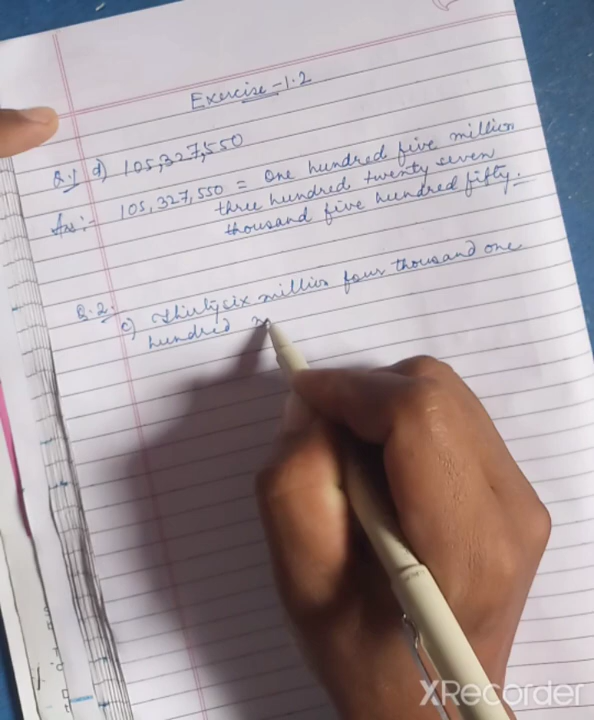 Exercise-1.2
Q.1 d) 105,327,550
Ans:- 105,327,550 = One hundred five million
three hundred twenty seven
thousand five hundred fifty.
Q.2. c) Thirty six million four thousand one
hundred
XRecorder